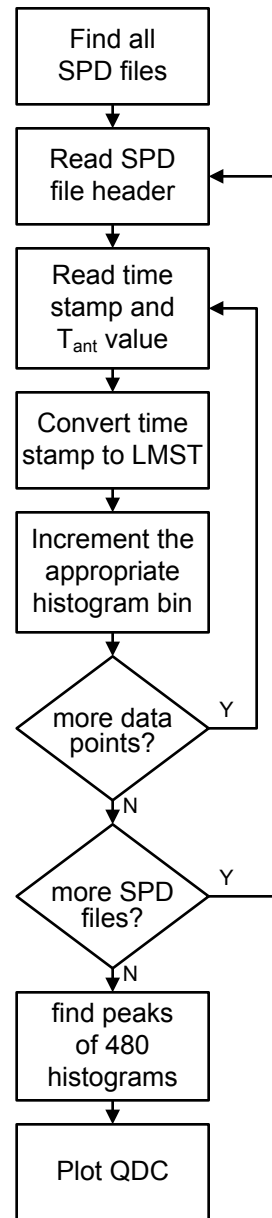 Find all
SPD files
Read SPD
file header
Read time
stamp and
Tant value
Convert time
stamp to LMST
Increment the
appropriate
histogram bin
more data
points?
Y
N
more SPD
files?
Y
N
find peaks
of 480
histograms
Plot QDC